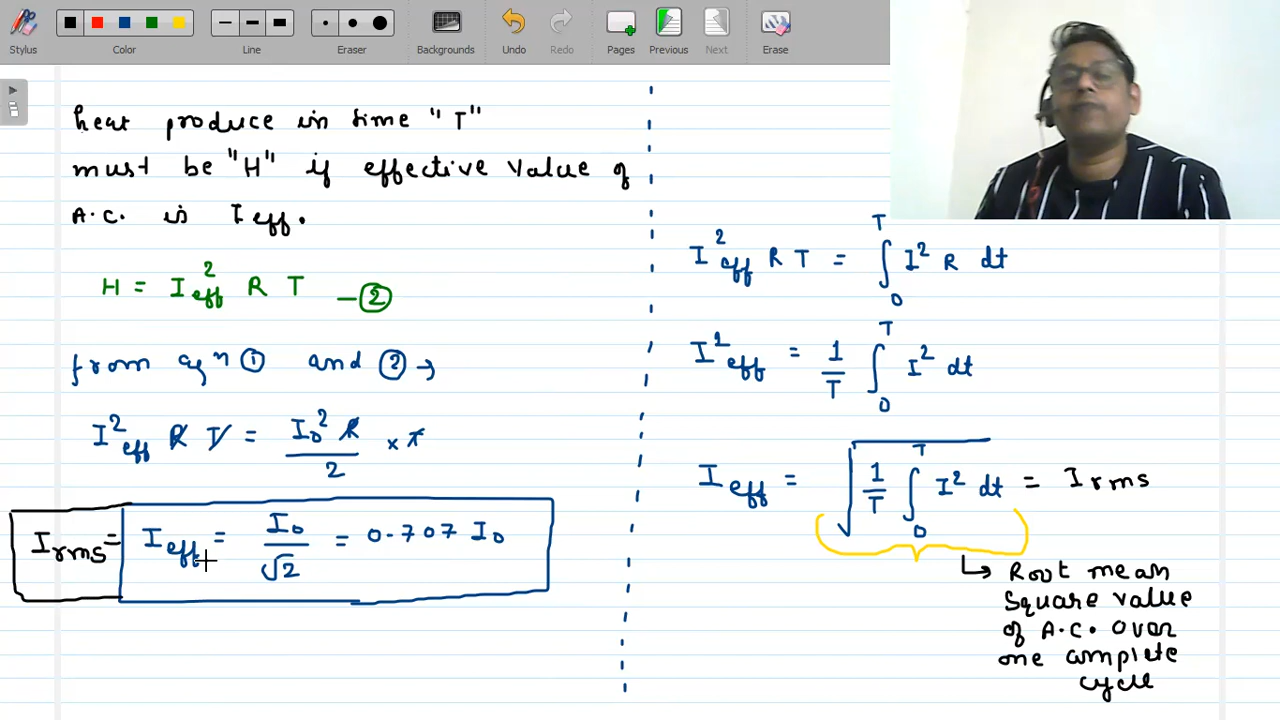 Stylus Color Line Eraser Backgrounds Undo Redo Pages Previous Next Erase
heat produce in time "T"
must be "H" if effective value of
A.C. is Ieff.
H = I²eff R T — ②
from eqⁿ ① and ② →
I²eff R T = I₀² R / 2 × T
Irms = Ieff = I₀ / √2 = 0.707 I₀
I²eff R T = ∫₀ᵀ I² R dt
I²eff = 1/T ∫₀ᵀ I² dt
Ieff = √(1/T ∫₀ᵀ I² dt) = Irms
↳ Root mean
Square value
of A.C. over
one complete
cycle